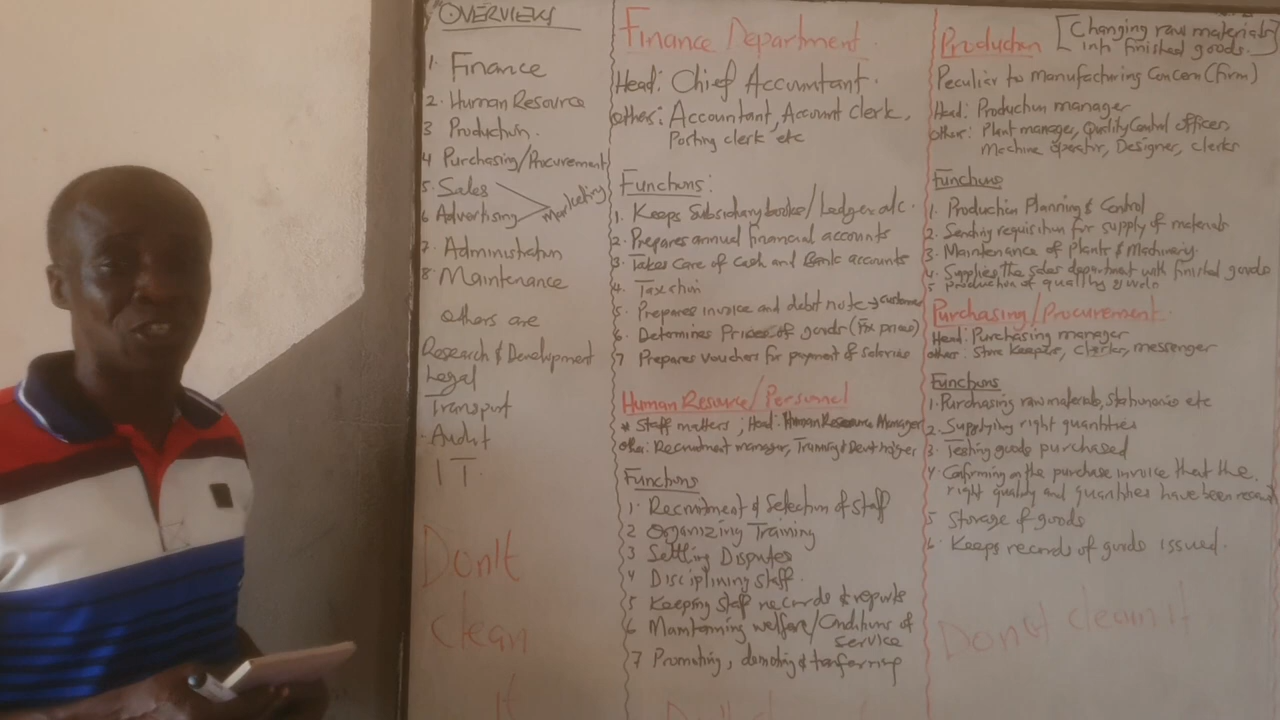 OVERVIEW
1. Finance
2. Human Resource
3 Production.
4 Purchasing/Procurement
5. Sales
6 Advertising
marketing
7. Administration
8. Maintenance
others are
Research & Development
Legal
Transport
Audit
IT.
Don't
clean
it
Finance Department.
Head: Chief Accountant.
Others: Accountant, Account clerk,
Posting clerk etc
Functions:
1. Keeps Subsidiary books/Ledger a/c.
2. Prepares annual financial accounts
3. Takes Care of Cash and Bank accounts
4. Taxation
5. Prepares invoice and debit note → customer
6. Determines Prices of goods (Fix prices)
7 Prepares vouchers for payment of salaries
Human Resource/Personnel
* Staff matters; Head: Human Resource Manager
other: Recruitment manager, Training & Devt
Functions
1. Recruitment & Selection of Staff
2 Organizing Training
3 Settling Disputes
4 Disciplining staff.
5 Keeping staff records & reports
6 Maintaining welfare/Conditions of
service
7 Promoting, demoting & tranferring
Production [Changing raw materials
into finished goods.]
Peculiar to manufacturing Concern (firm)
Head: Production manager
Others: Plant manager, Quality Control officer,
Machine operator, Designer, clerks
Functions
1. Production Planning & Control
2. Sending requisition for supply of materials
3. Maintenance of Plants & Machinery.
4. Supplies the sales department with finished goods
5 production of quality
Purchasing/Procurement.
Head: Purchasing manager
others: Store Keeper, Clerks, messenger
Functions
1. Purchasing raw materials, etc
2. Supplying right quantities
3. Testing goods purchased
4. Confirming on the purchase invoice that the
right quality and quantities have been
5 Storage of goods
6. Keeps records of goods issued.
Don't clean it